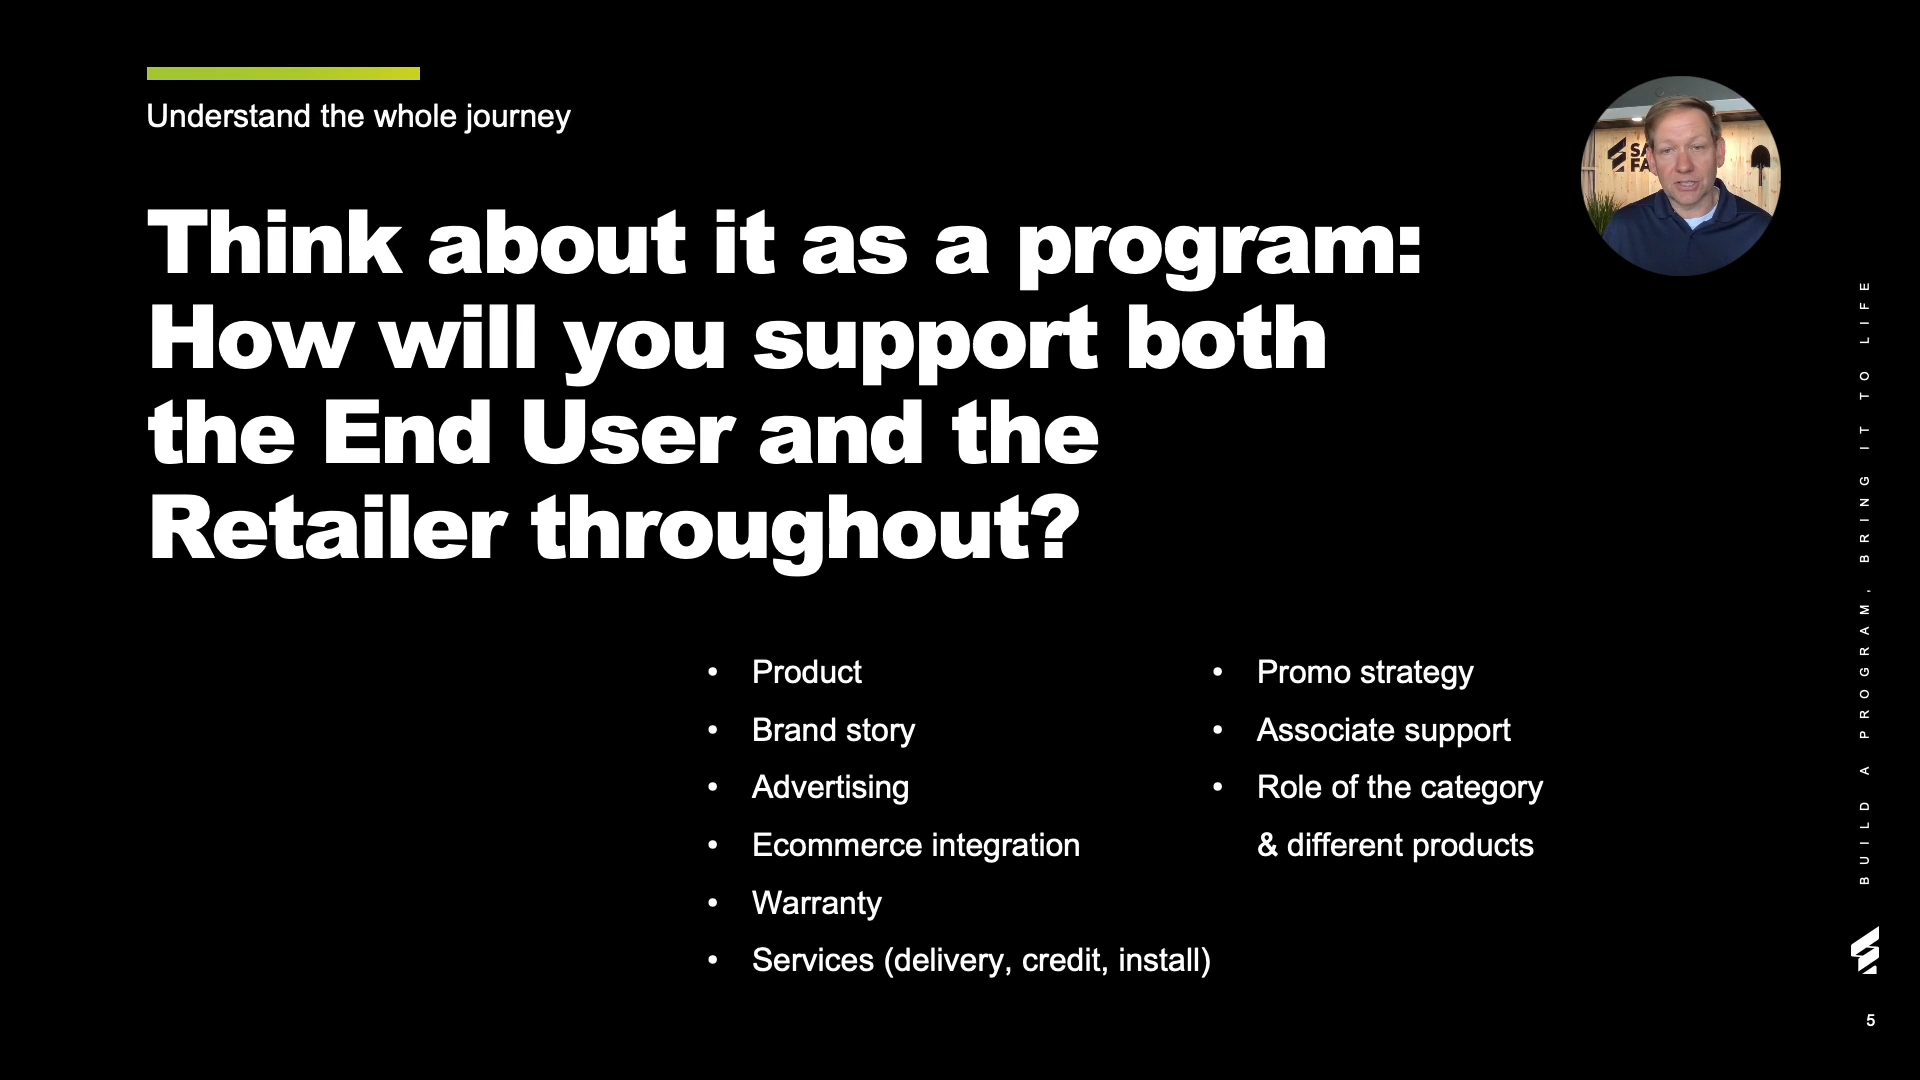 Understand the whole journey
Think about it as a program:
How will you support both
the End User and the
Retailer throughout?
• Product
• Brand story
• Advertising
• Ecommerce integration
• Warranty
• Services (delivery, credit, install)
• Promo strategy
• Associate support
• Role of the category
& different products
BUILD A PROGRAM, BRING IT TO LIFE
5